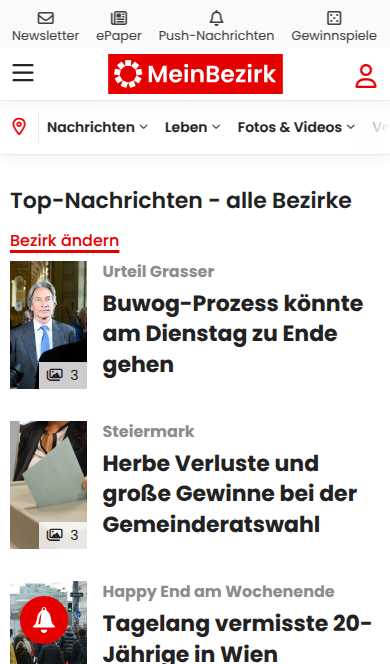 Newsletter ePaper Push-Nachrichten Gewinnspiele
MeinBezirk
Nachrichten Leben Fotos & Videos
Top-Nachrichten - alle Bezirke
Bezirk ändern
Urteil Grasser
Buwog-Prozess könnte
am Dienstag zu Ende
gehen
3
Steiermark
Herbe Verluste und
große Gewinne bei der
Gemeinderatswahl
3
Happy End am Wochenende
Tagelang vermisste 20-
Jährige in Wien